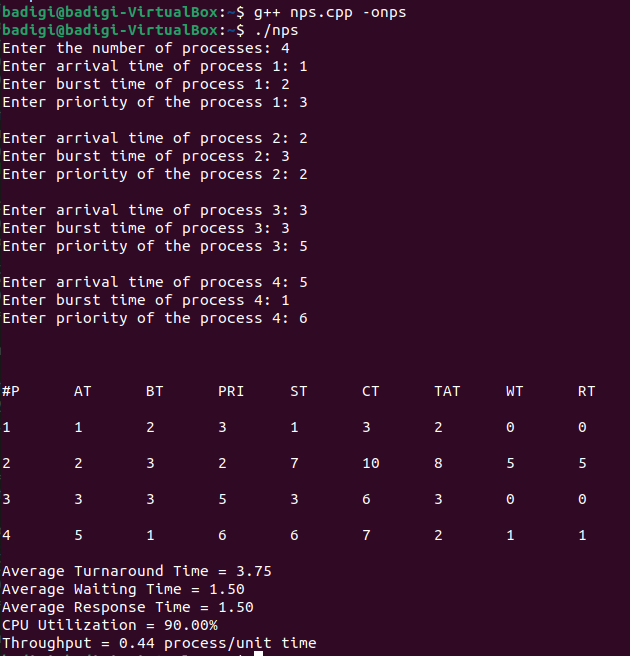 badigi@badigi-VirtualBox:~$ g++ nps.cpp -onps
badigi@badigi-VirtualBox:~$ ./nps
Enter the number of processes: 4
Enter arrival time of process 1: 1
Enter burst time of process 1: 2
Enter priority of the process 1: 3
Enter arrival time of process 2: 2
Enter burst time of process 2: 3
Enter priority of the process 2: 2
Enter arrival time of process 3: 3
Enter burst time of process 3: 3
Enter priority of the process 3: 5
Enter arrival time of process 4: 5
Enter burst time of process 4: 1
Enter priority of the process 4: 6
#P AT BT PRI ST CT TAT WT RT
1 1 2 3 1 3 2 0 0
2 2 3 2 7 10 8 5 5
3 3 3 5 3 6 3 0 0
4 5 1 6 6 7 2 1 1
Average Turnaround Time = 3.75
Average Waiting Time = 1.50
Average Response Time = 1.50
CPU Utilization = 90.00%
Throughput = 0.44 process/unit time